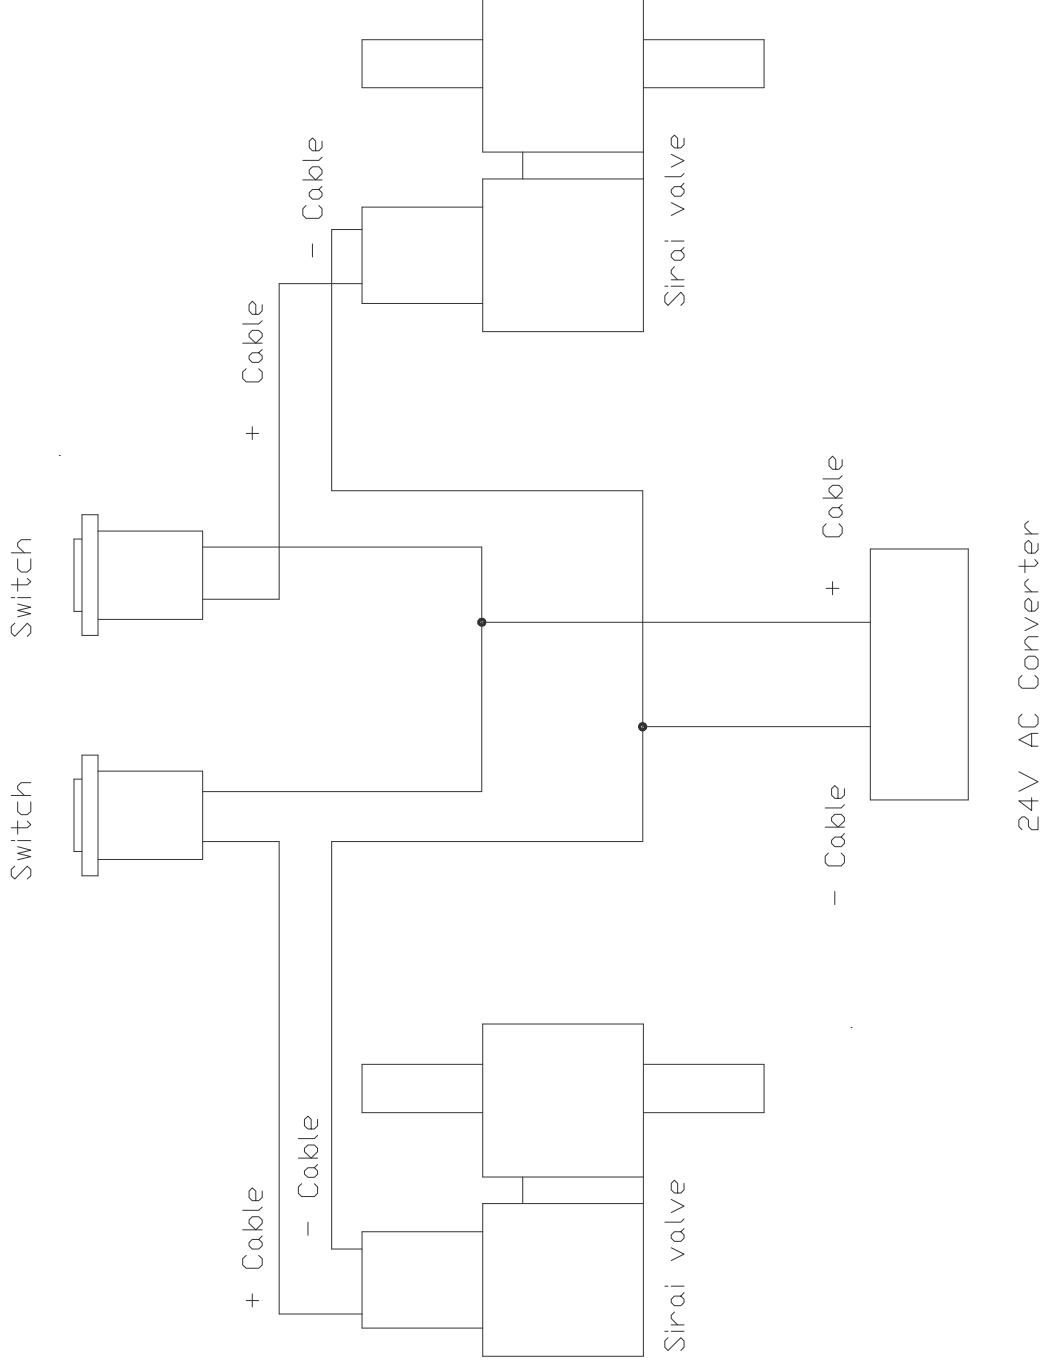 Switch
Switch
+ Cable
- Cable
+ Cable
- Cable
Sirai valve
Sirai valve
- Cable
+ Cable
24V AC Converter